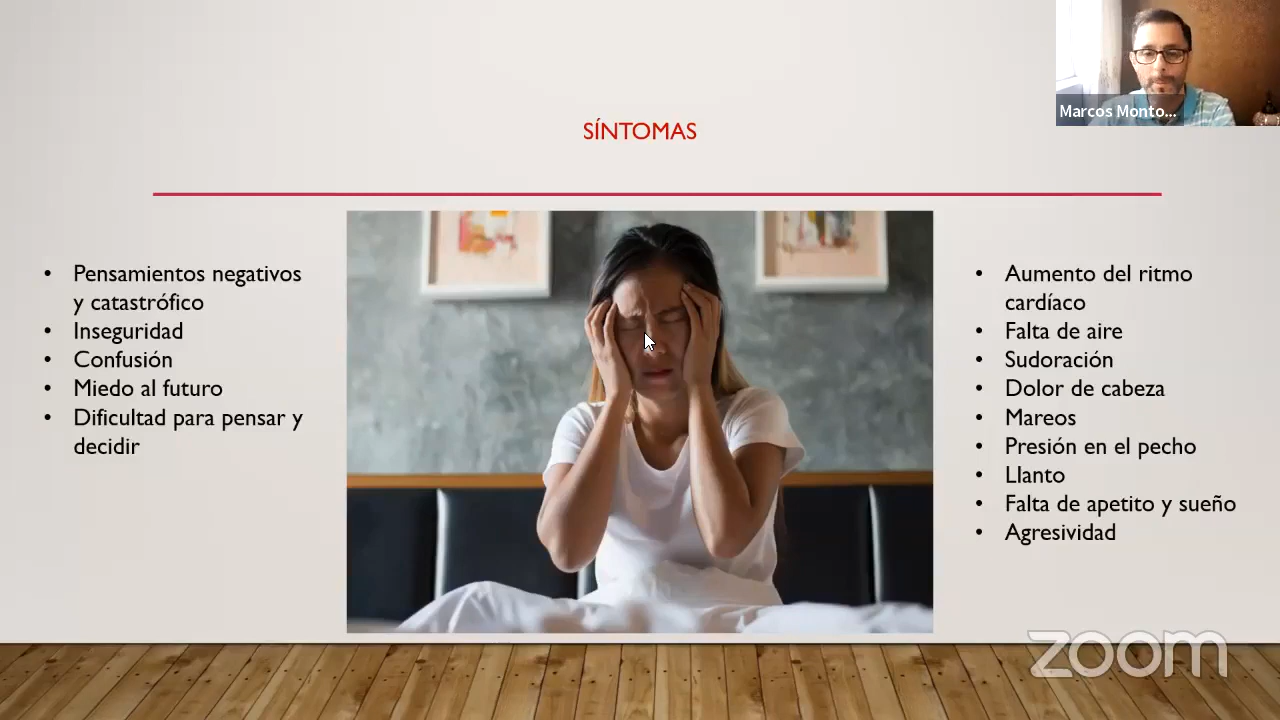 SÍNTOMAS
Pensamientos negativos
y catastrófico
Inseguridad
Confusión
Miedo al futuro
Dificultad para pensar y
decidir
Aumento del ritmo
cardíaco
Falta de aire
Sudoración
Dolor de cabeza
Mareos
Presión en el pecho
Llanto
Falta de apetito y sueño
Agresividad
Marcos Monto...
zoom